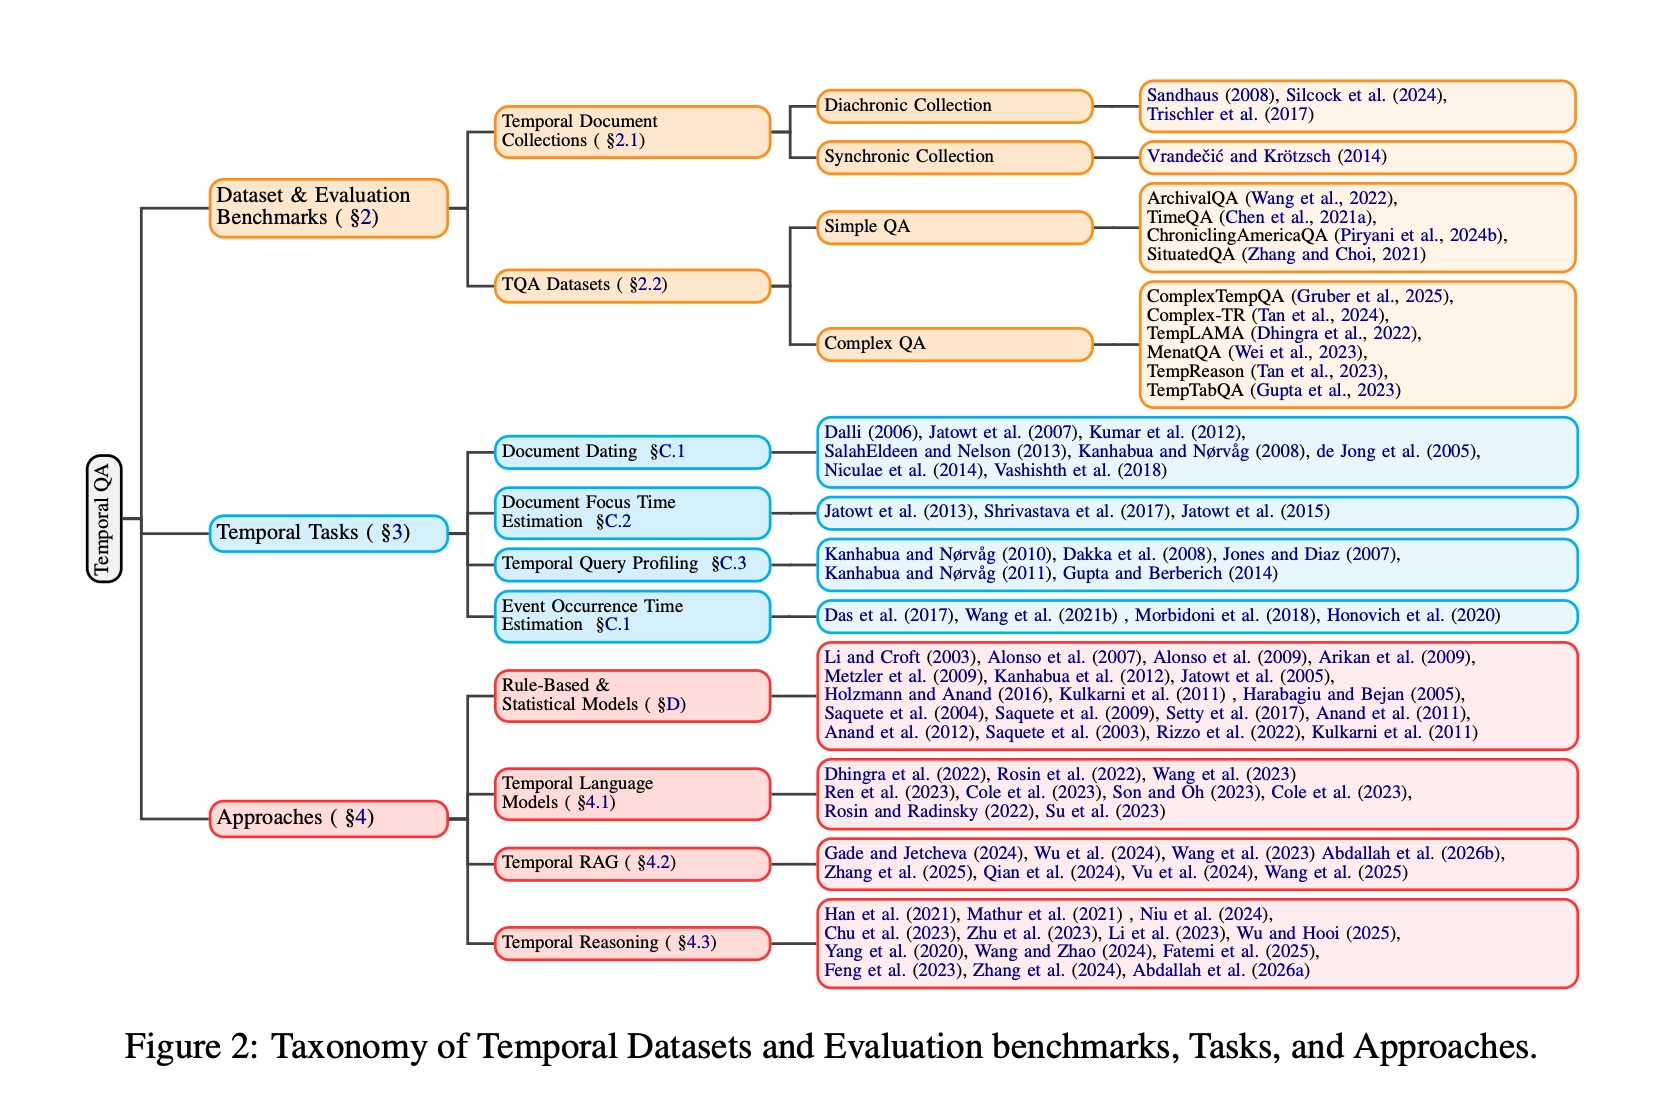 Temporal QA
Dataset & Evaluation
Benchmarks ( §2)
Temporal Document
Collections ( §2.1)
Diachronic Collection
Sandhaus (2008), Silcock et al. (2024),
Trischler et al. (2017)
Synchronic Collection
Vrandečić and Krötzsch (2014)
TQA Datasets ( §2.2)
Simple QA
ArchivalQA (Wang et al., 2022),
TimeQA (Chen et al., 2021a),
ChroniclingAmericaQA (Piryani et al., 2024b),
SituatedQA (Zhang and Choi, 2021)
Complex QA
ComplexTempQA (Gruber et al., 2025),
Complex-TR (Tan et al., 2024),
TempLAMA (Dhingra et al., 2022),
MenatQA (Wei et al., 2023),
TempReason (Tan et al., 2023),
TempTabQA (Gupta et al., 2023)
Temporal Tasks ( §3)
Document Dating §C.1
Dalli (2006), Jatowt et al. (2007), Kumar et al. (2012),
SalahEldeen and Nelson (2013), Kanhabua and Nørvåg (2008), de Jong et al. (2005),
Niculae et al. (2014), Vashishth et al. (2018)
Document Focus Time
Estimation §C.2
Jatowt et al. (2013), Shrivastava et al. (2017), Jatowt et al. (2015)
Temporal Query Profiling §C.3
Kanhabua and Nørvåg (2010), Dakka et al. (2008), Jones and Diaz (2007),
Kanhabua and Nørvåg (2011), Gupta and Berberich (2014)
Event Occurrence Time
Estimation §C.1
Das et al. (2017), Wang et al. (2021b) , Morbidoni et al. (2018), Honovich et al. (2020)
Approaches ( §4)
Rule-Based &
Statistical Models ( §D)
Li and Croft (2003), Alonso et al. (2007), Alonso et al. (2009), Arikan et al. (2009),
Metzler et al. (2009), Kanhabua et al. (2012), Jatowt et al. (2005),
Holzmann and Anand (2016), Kulkarni et al. (2011) , Harabagiu and Bejan (2005),
Saquete et al. (2004), Saquete et al. (2009), Setty et al. (2017), Anand et al. (2011),
Anand et al. (2012), Saquete et al. (2003), Rizzo et al. (2022), Kulkarni et al. (2011)
Temporal Language
Models ( §4.1)
Dhingra et al. (2022), Rosin et al. (2022), Wang et al. (2023)
Ren et al. (2023), Cole et al. (2023), Son and Oh (2023), Cole et al. (2023),
Rosin and Radinsky (2022), Su et al. (2023)
Temporal RAG ( §4.2)
Gade and Jetcheva (2024), Wu et al. (2024), Wang et al. (2023) Abdallah et al. (2026b),
Zhang et al. (2025), Qian et al. (2024), Vu et al. (2024), Wang et al. (2025)
Temporal Reasoning ( §4.3)
Han et al. (2021), Mathur et al. (2021) , Niu et al. (2024),
Chu et al. (2023), Zhu et al. (2023), Li et al. (2023), Wu and Hooi (2025),
Yang et al. (2020), Wang and Zhao (2024), Fatemi et al. (2025),
Feng et al. (2023), Zhang et al. (2024), Abdallah et al. (2026a)
Figure 2: Taxonomy of Temporal Datasets and Evaluation benchmarks, Tasks, and Approaches.